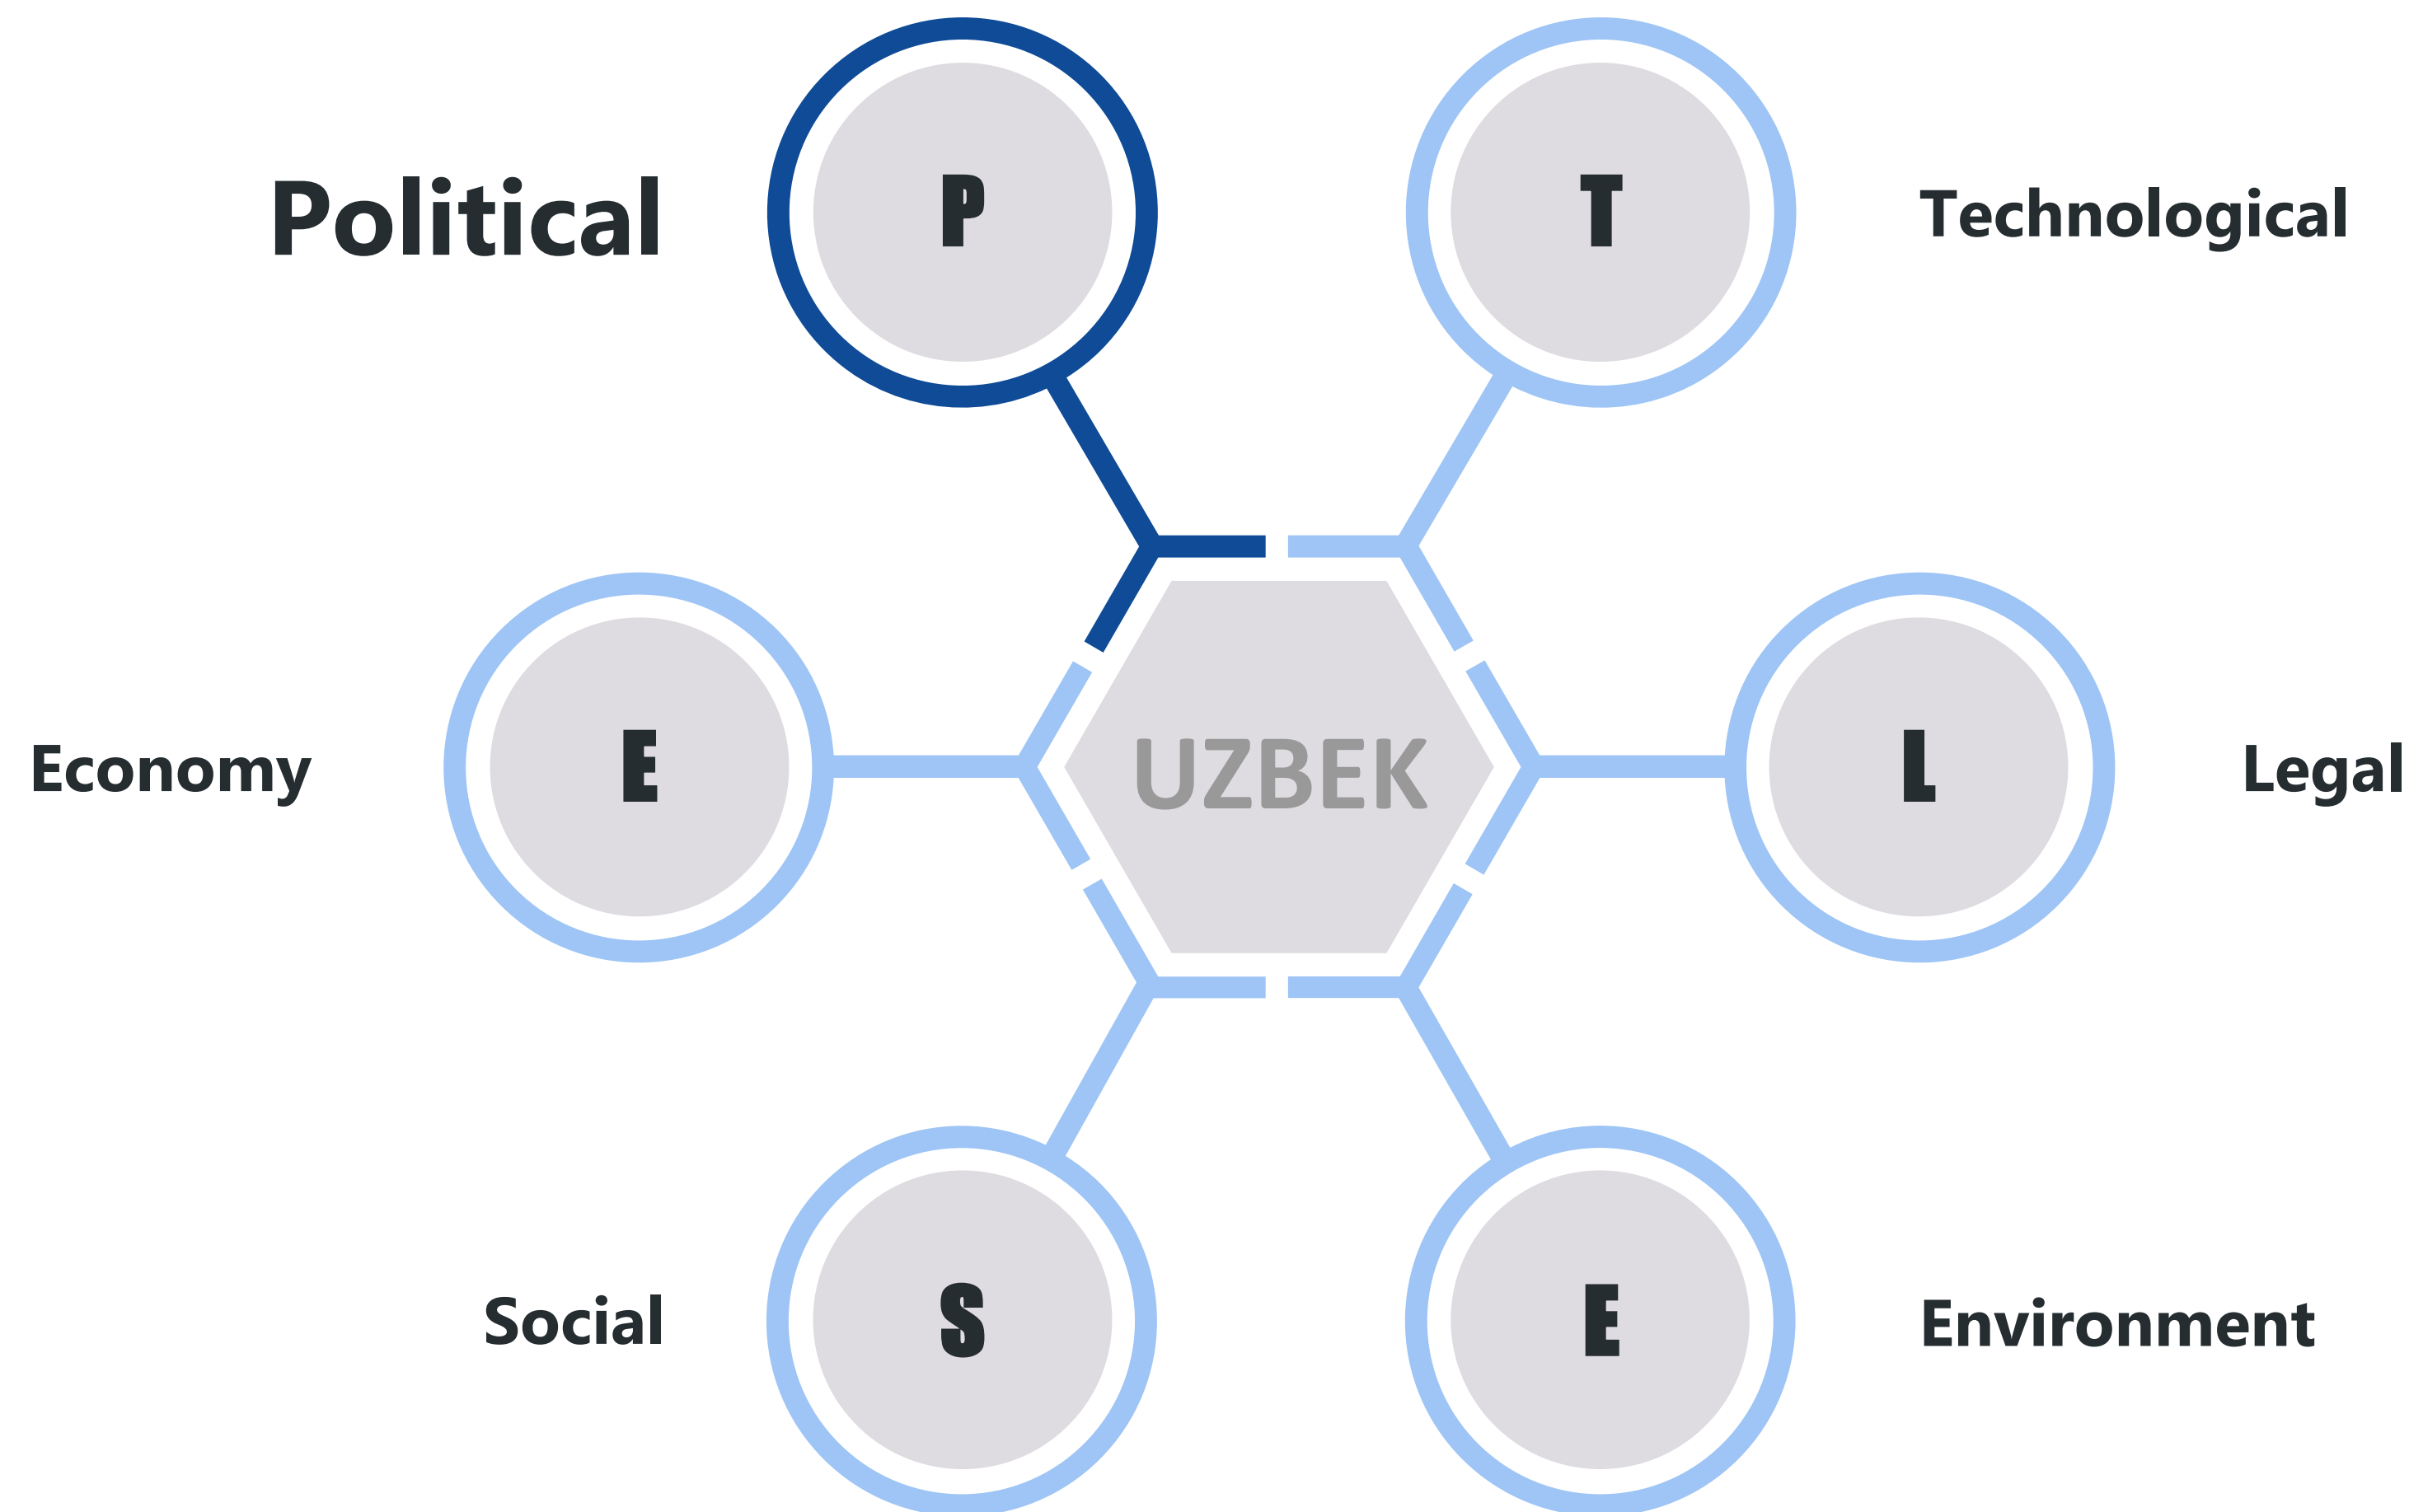 Political
P
T
Technological
Economy
E
UZBEK
L
Legal
Social
S
E
Environment